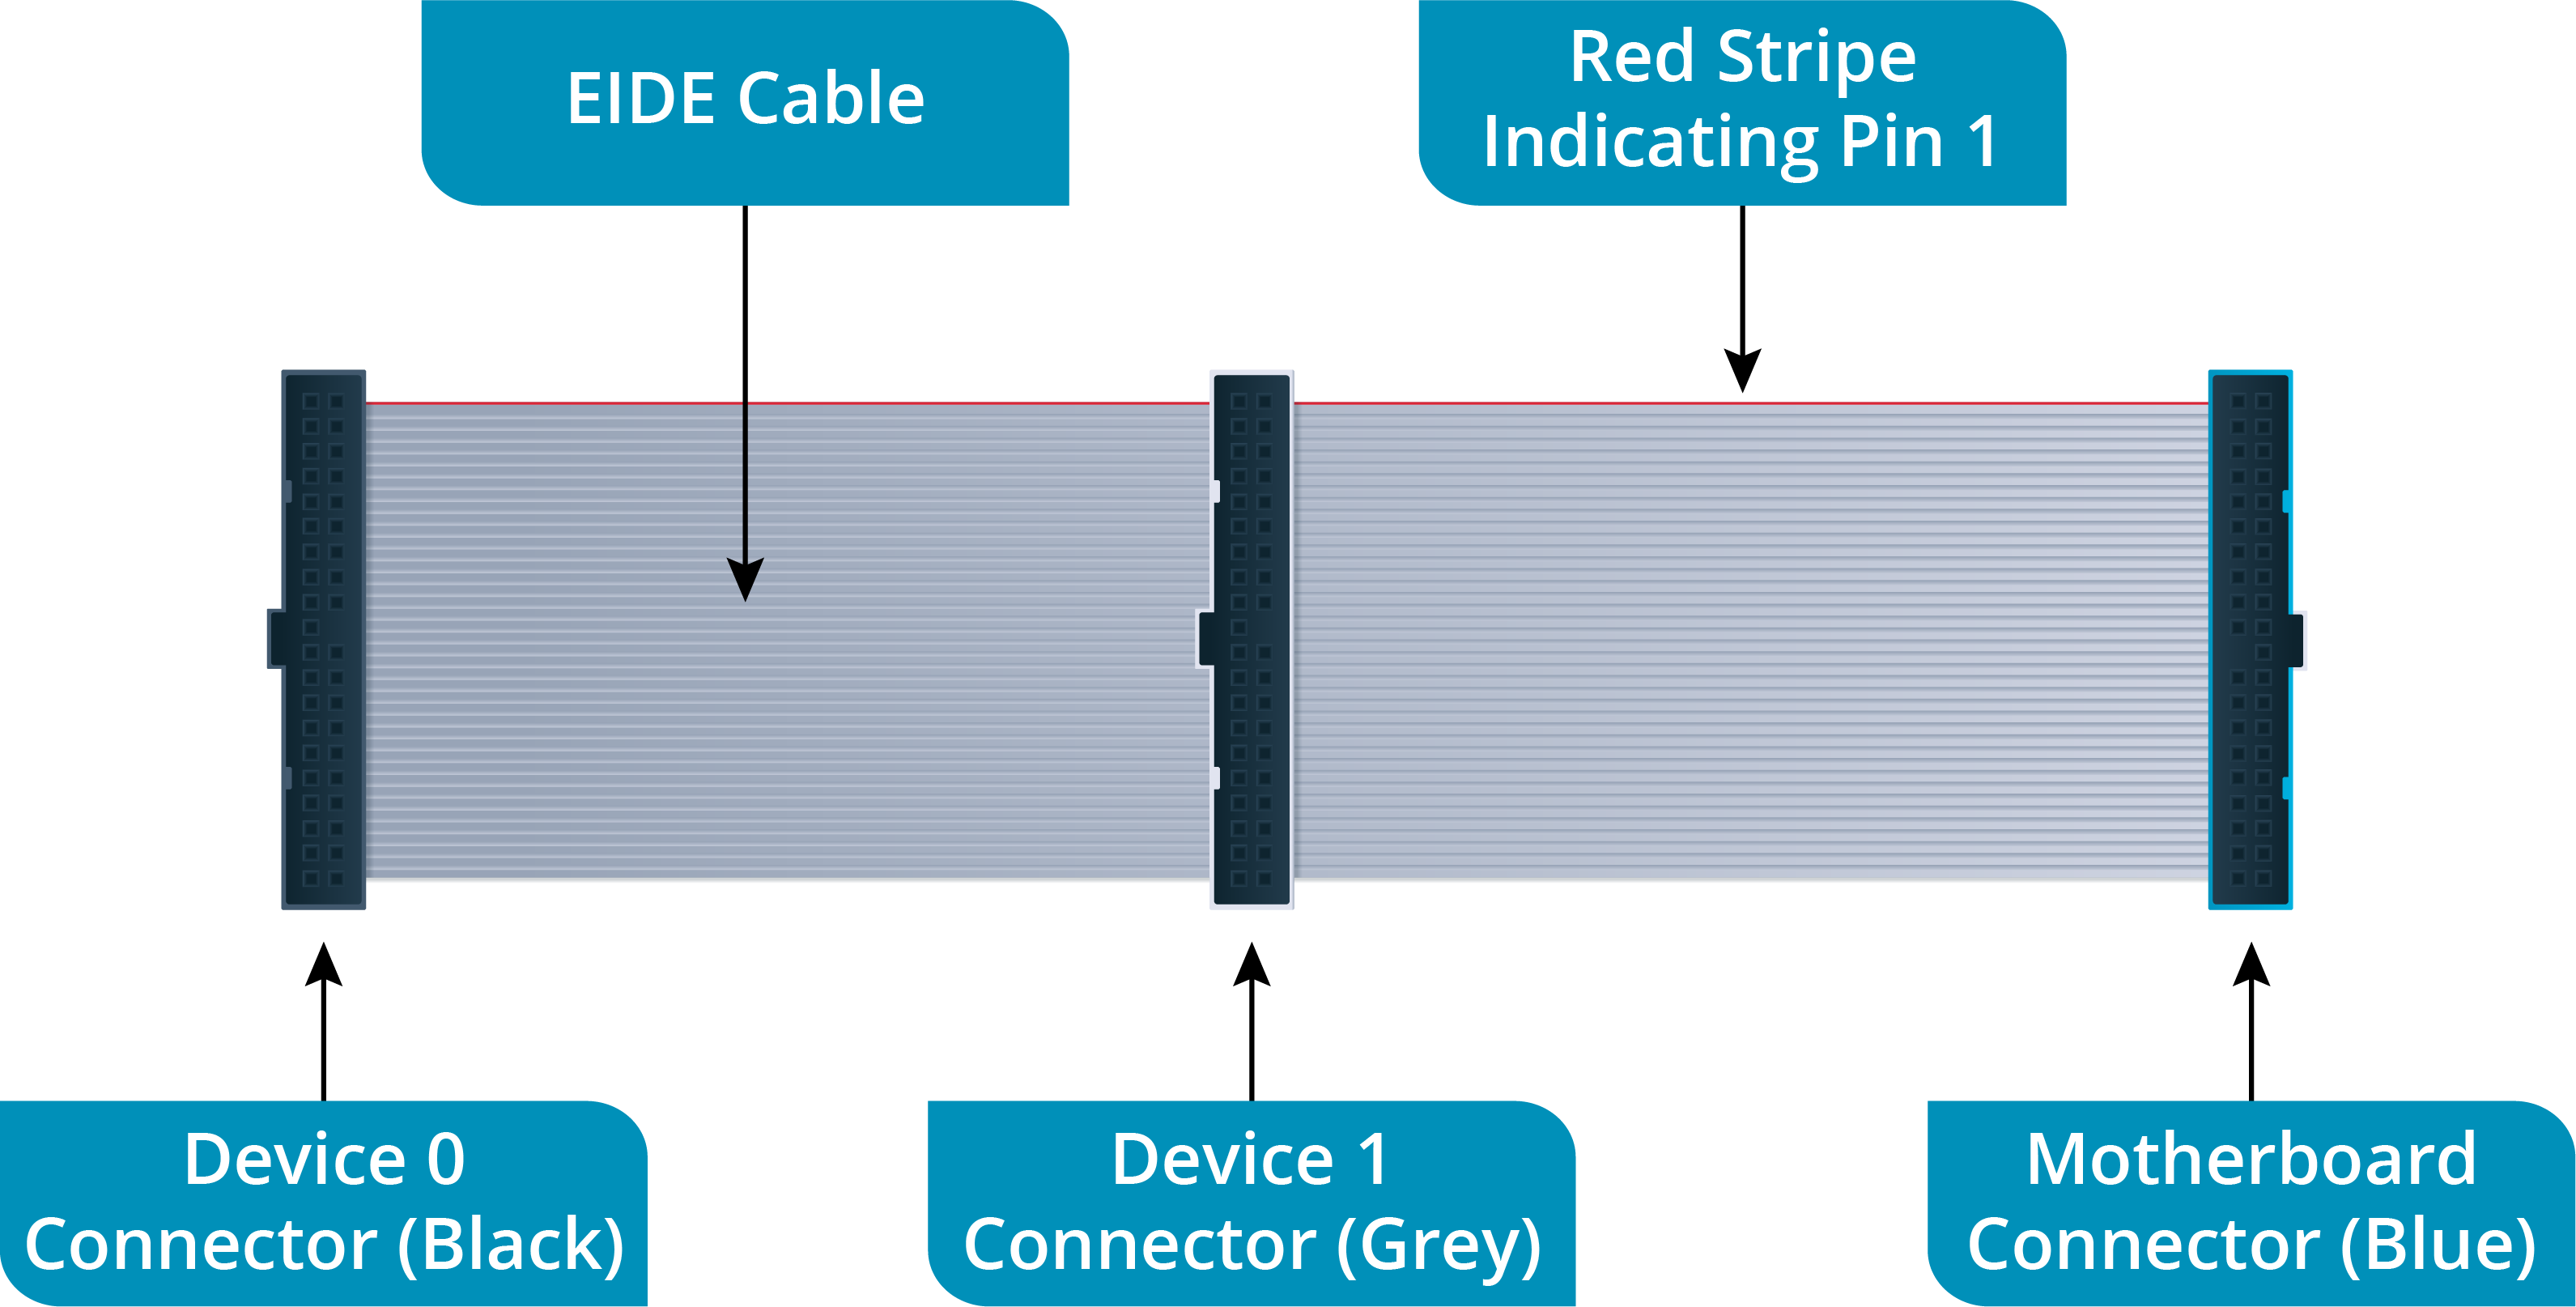 EIDE Cable
Red Stripe
Indicating Pin 1
Device 0
Connector (Black)
Device 1
Connector (Grey)
Motherboard
Connector (Blue)